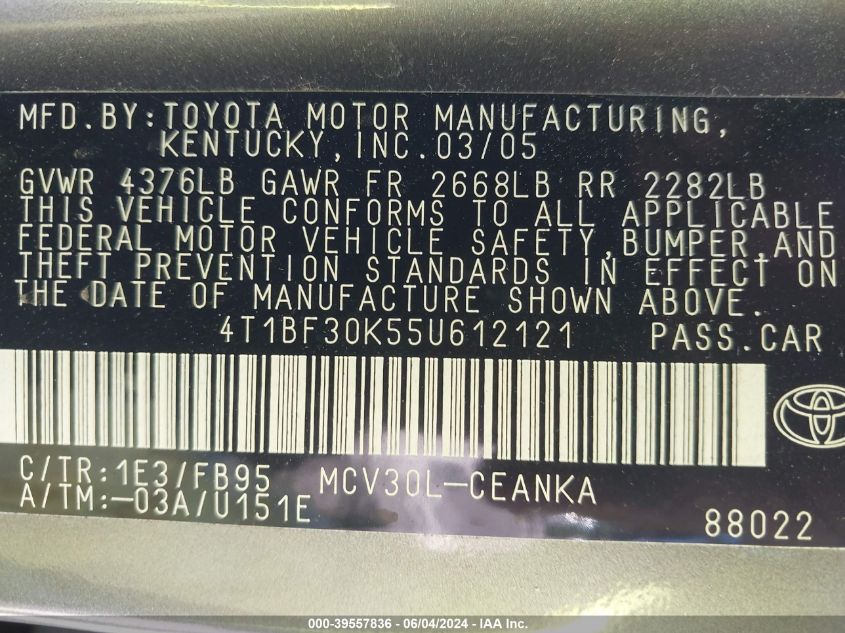 MFD.BY:TOYOTA MOTOR MANUFACTURING,
KENTUCKY,INC.03/05
GVWR 4376LB GAWR FR 2668LB RR 2282LB
THIS VEHICLE CONFORMS TO ALL APPLICABLE
FEDERAL MOTOR VEHICLE SAFETY,BUMPER,AND
THEFT PREVENTION STANDARDS IN EFFECT ON
THE DATE OF MANUFACTURE SHOWN ABOVE.
4T1BF30K55U612121 PASS.CAR
C/TR:1E3/FB95 MCV30L-CEANKA
A/TM:-03A/U151E
88022
000-39557836 - 06/04/2024 - IAA Inc.